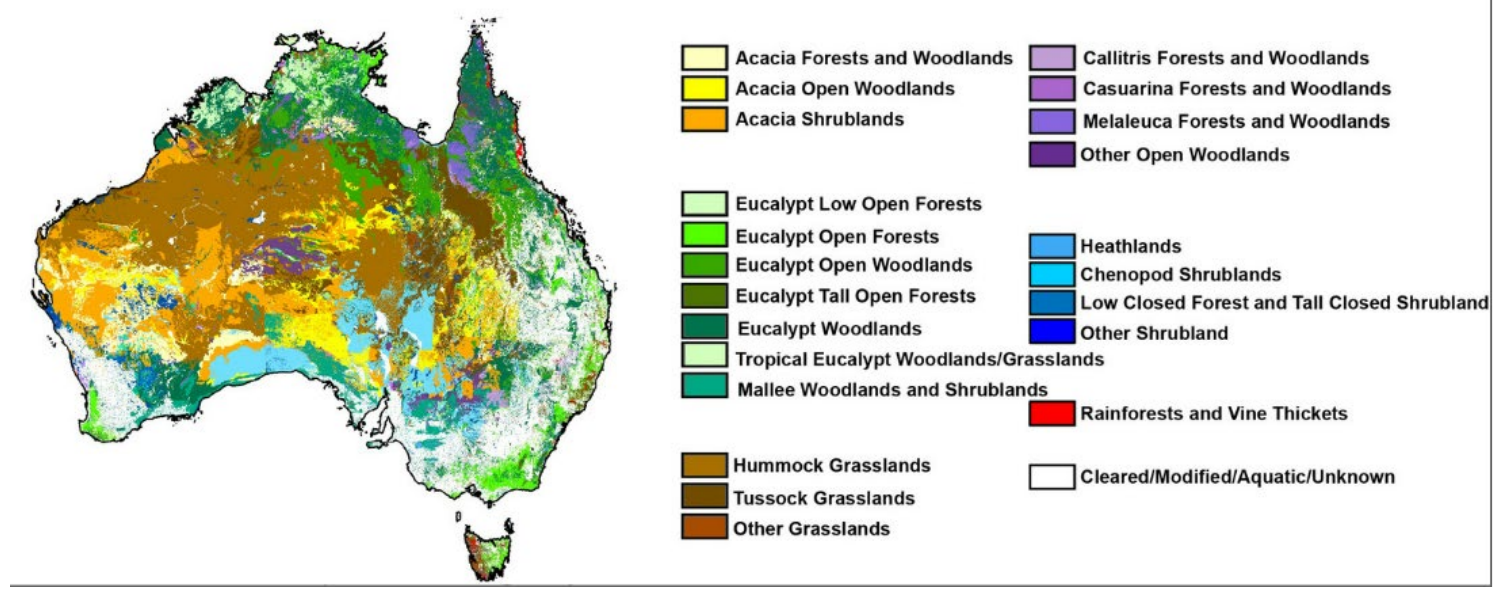 Acacia Forests and Woodlands
Acacia Open Woodlands
Acacia Shrublands
Eucalypt Low Open Forests
Eucalypt Open Forests
Eucalypt Open Woodlands
Eucalypt Tall Open Forests
Eucalypt Woodlands
Tropical Eucalypt Woodlands/Grasslands
Mallee Woodlands and Shrublands
Hummock Grasslands
Tussock Grasslands
Other Grasslands
Callitris Forests and Woodlands
Casuarina Forests and Woodlands
Melaleuca Forests and Woodlands
Other Open Woodlands
Heathlands
Chenopod Shrublands
Low Closed Forest and Tall Closed Shrubland
Other Shrubland
Rainforests and Vine Thickets
Cleared/Modified/Aquatic/Unknown